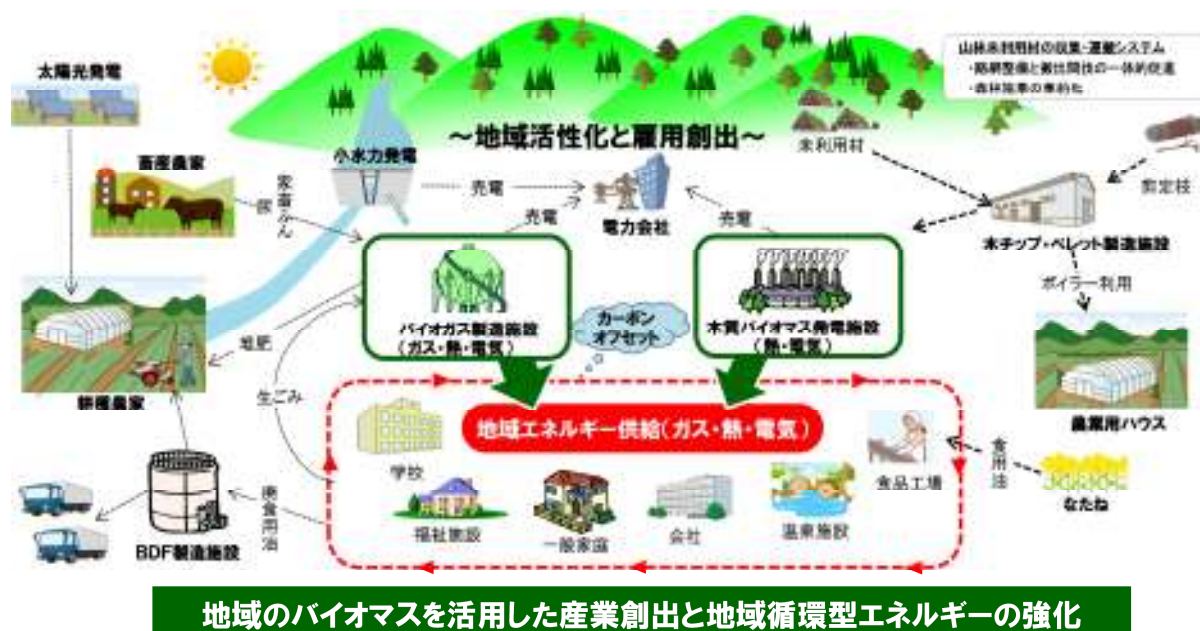 太陽光発電
山林未利用材の収集・運搬システム
・路網整備と搬出間伐の一体的促進
・森林施業の集約化
～地域活性化と雇用創出～
畜産農家
小水力発電
未利用材
剪定枝
家畜ふん
尿
売電
売電
電力会社
売電
木チップ・ペレット製造施設
ボイラー利用
バイオガス製造施設
（ガス・熱・電気）
カーボン
オフセット
木質バイオマス発電施設
（熱・電気）
堆肥
耕種農家
生ごみ
地域エネルギー供給（ガス・熱・電気）
農業用ハウス
学校
食品工場
食用油
なたね
福祉施設
一般家庭
会社
温泉施設
廃食用油
BDF製造施設
地域のバイオマスを活用した産業創出と地域循環型エネルギーの強化